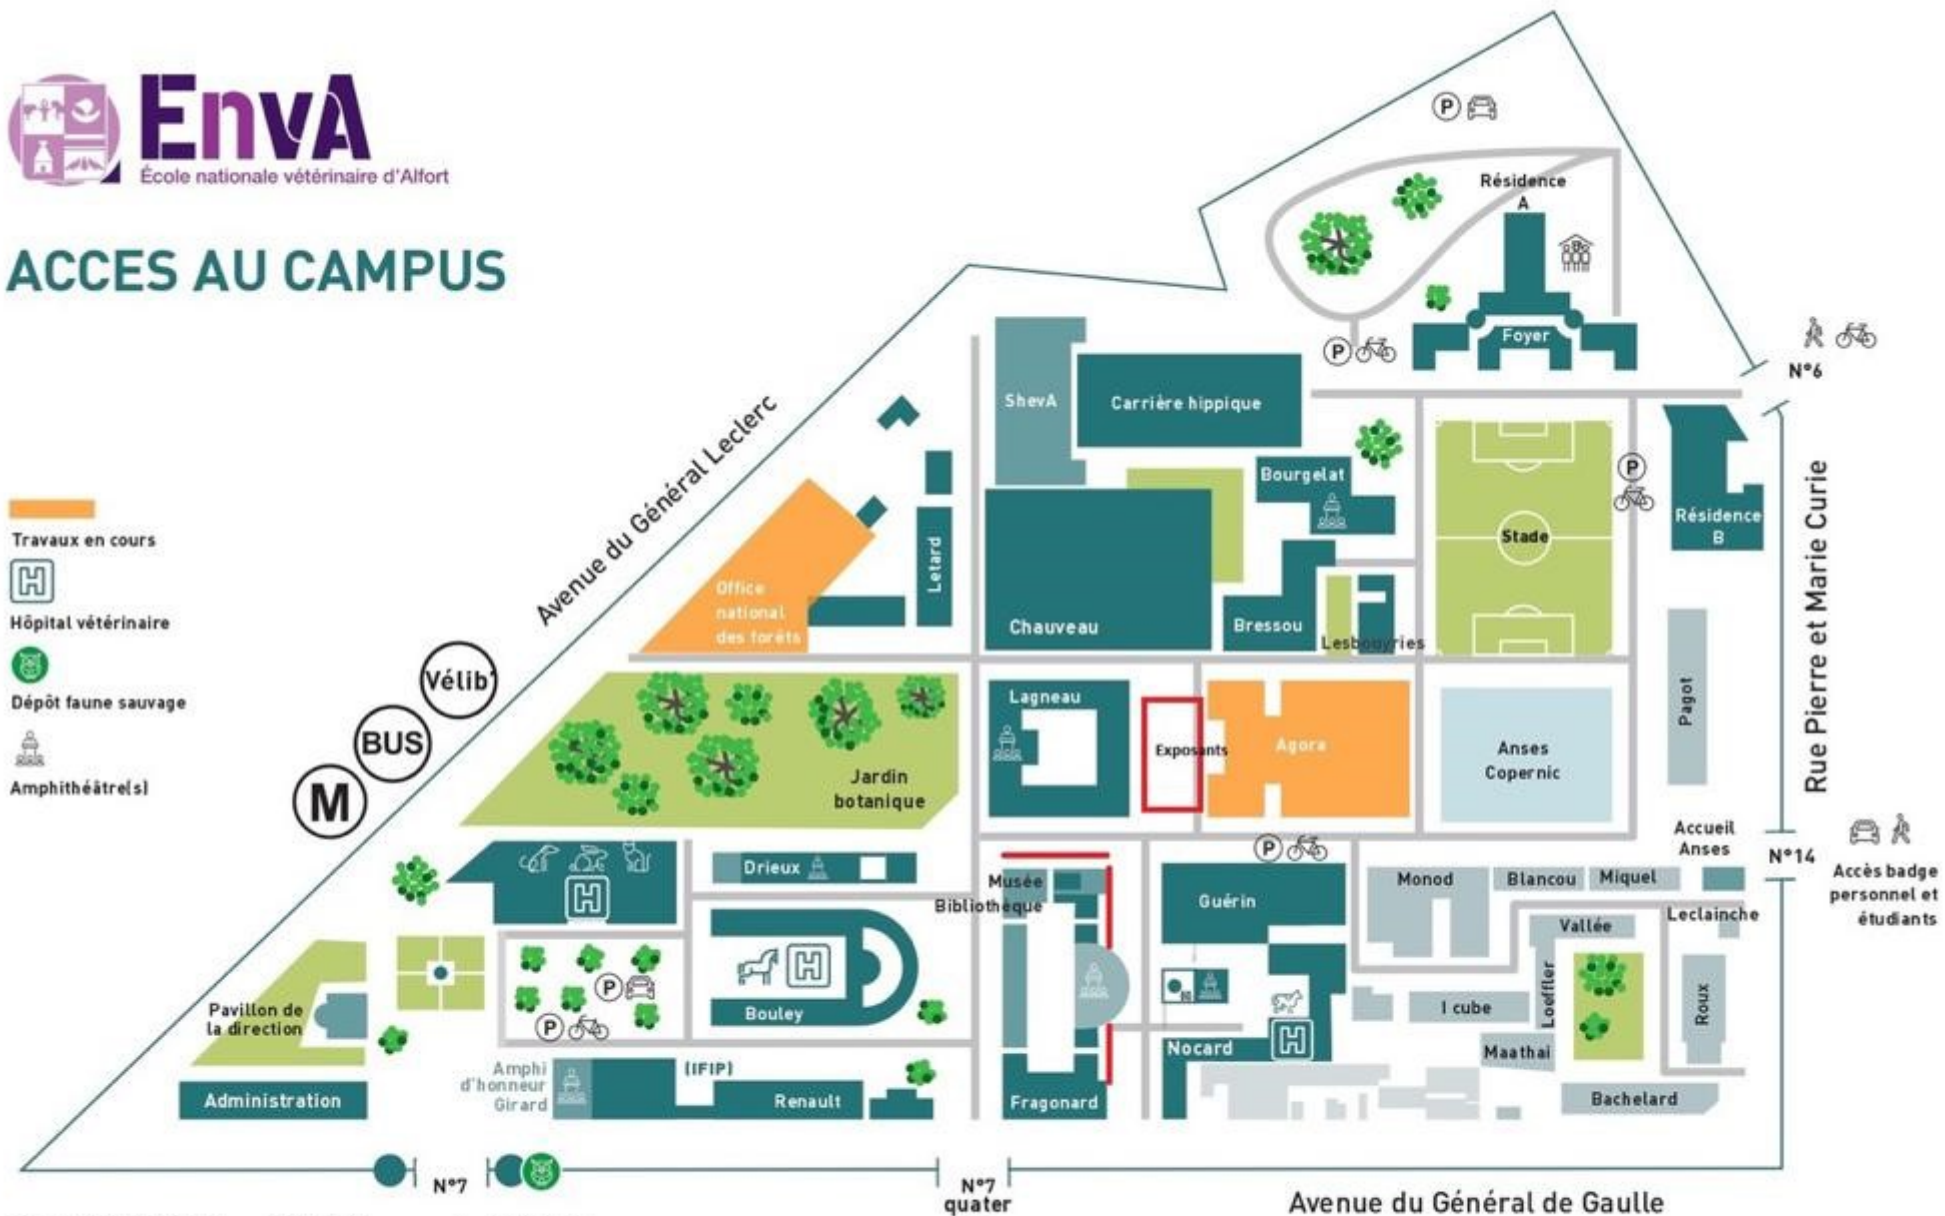 EnvA
École nationale vétérinaire d'Alfort
ACCES AU CAMPUS
Travaux en cours
H
Hôpital vétérinaire
Dépôt faune sauvage
Amphithéâtre(s)
M
BUS
Vélib'
Avenue du Général Leclerc
P
Résidence
A
Foyer
P
N°6
ShevA
Carrière hippique
Bourgelat
Stade
P
Résidence
B
Rue Pierre et Marie Curie
Letard
Office
national
des forêts
Chauveau
Bressou
Lesbouyries
Pagot
Jardin
botanique
Lagneau
Exposants
Agora
Anses
Copernic
Accueil
Anses
N°14
Accès badge
personnel et
étudiants
P
H
Drieux
Musée
Bibliothèque
Guérin
Monod
Blancou
Miquel
Leclainche
Vallée
Loeffler
Roux
I cube
Maathai
Bachelard
Pavillon de
la direction
P
P
H
Bouley
Nocard
H
Amphi
d'honneur
Girard
(IFIP)
Renault
Fragonard
Administration
N°7
N°7
quater
Avenue du Général de Gaulle